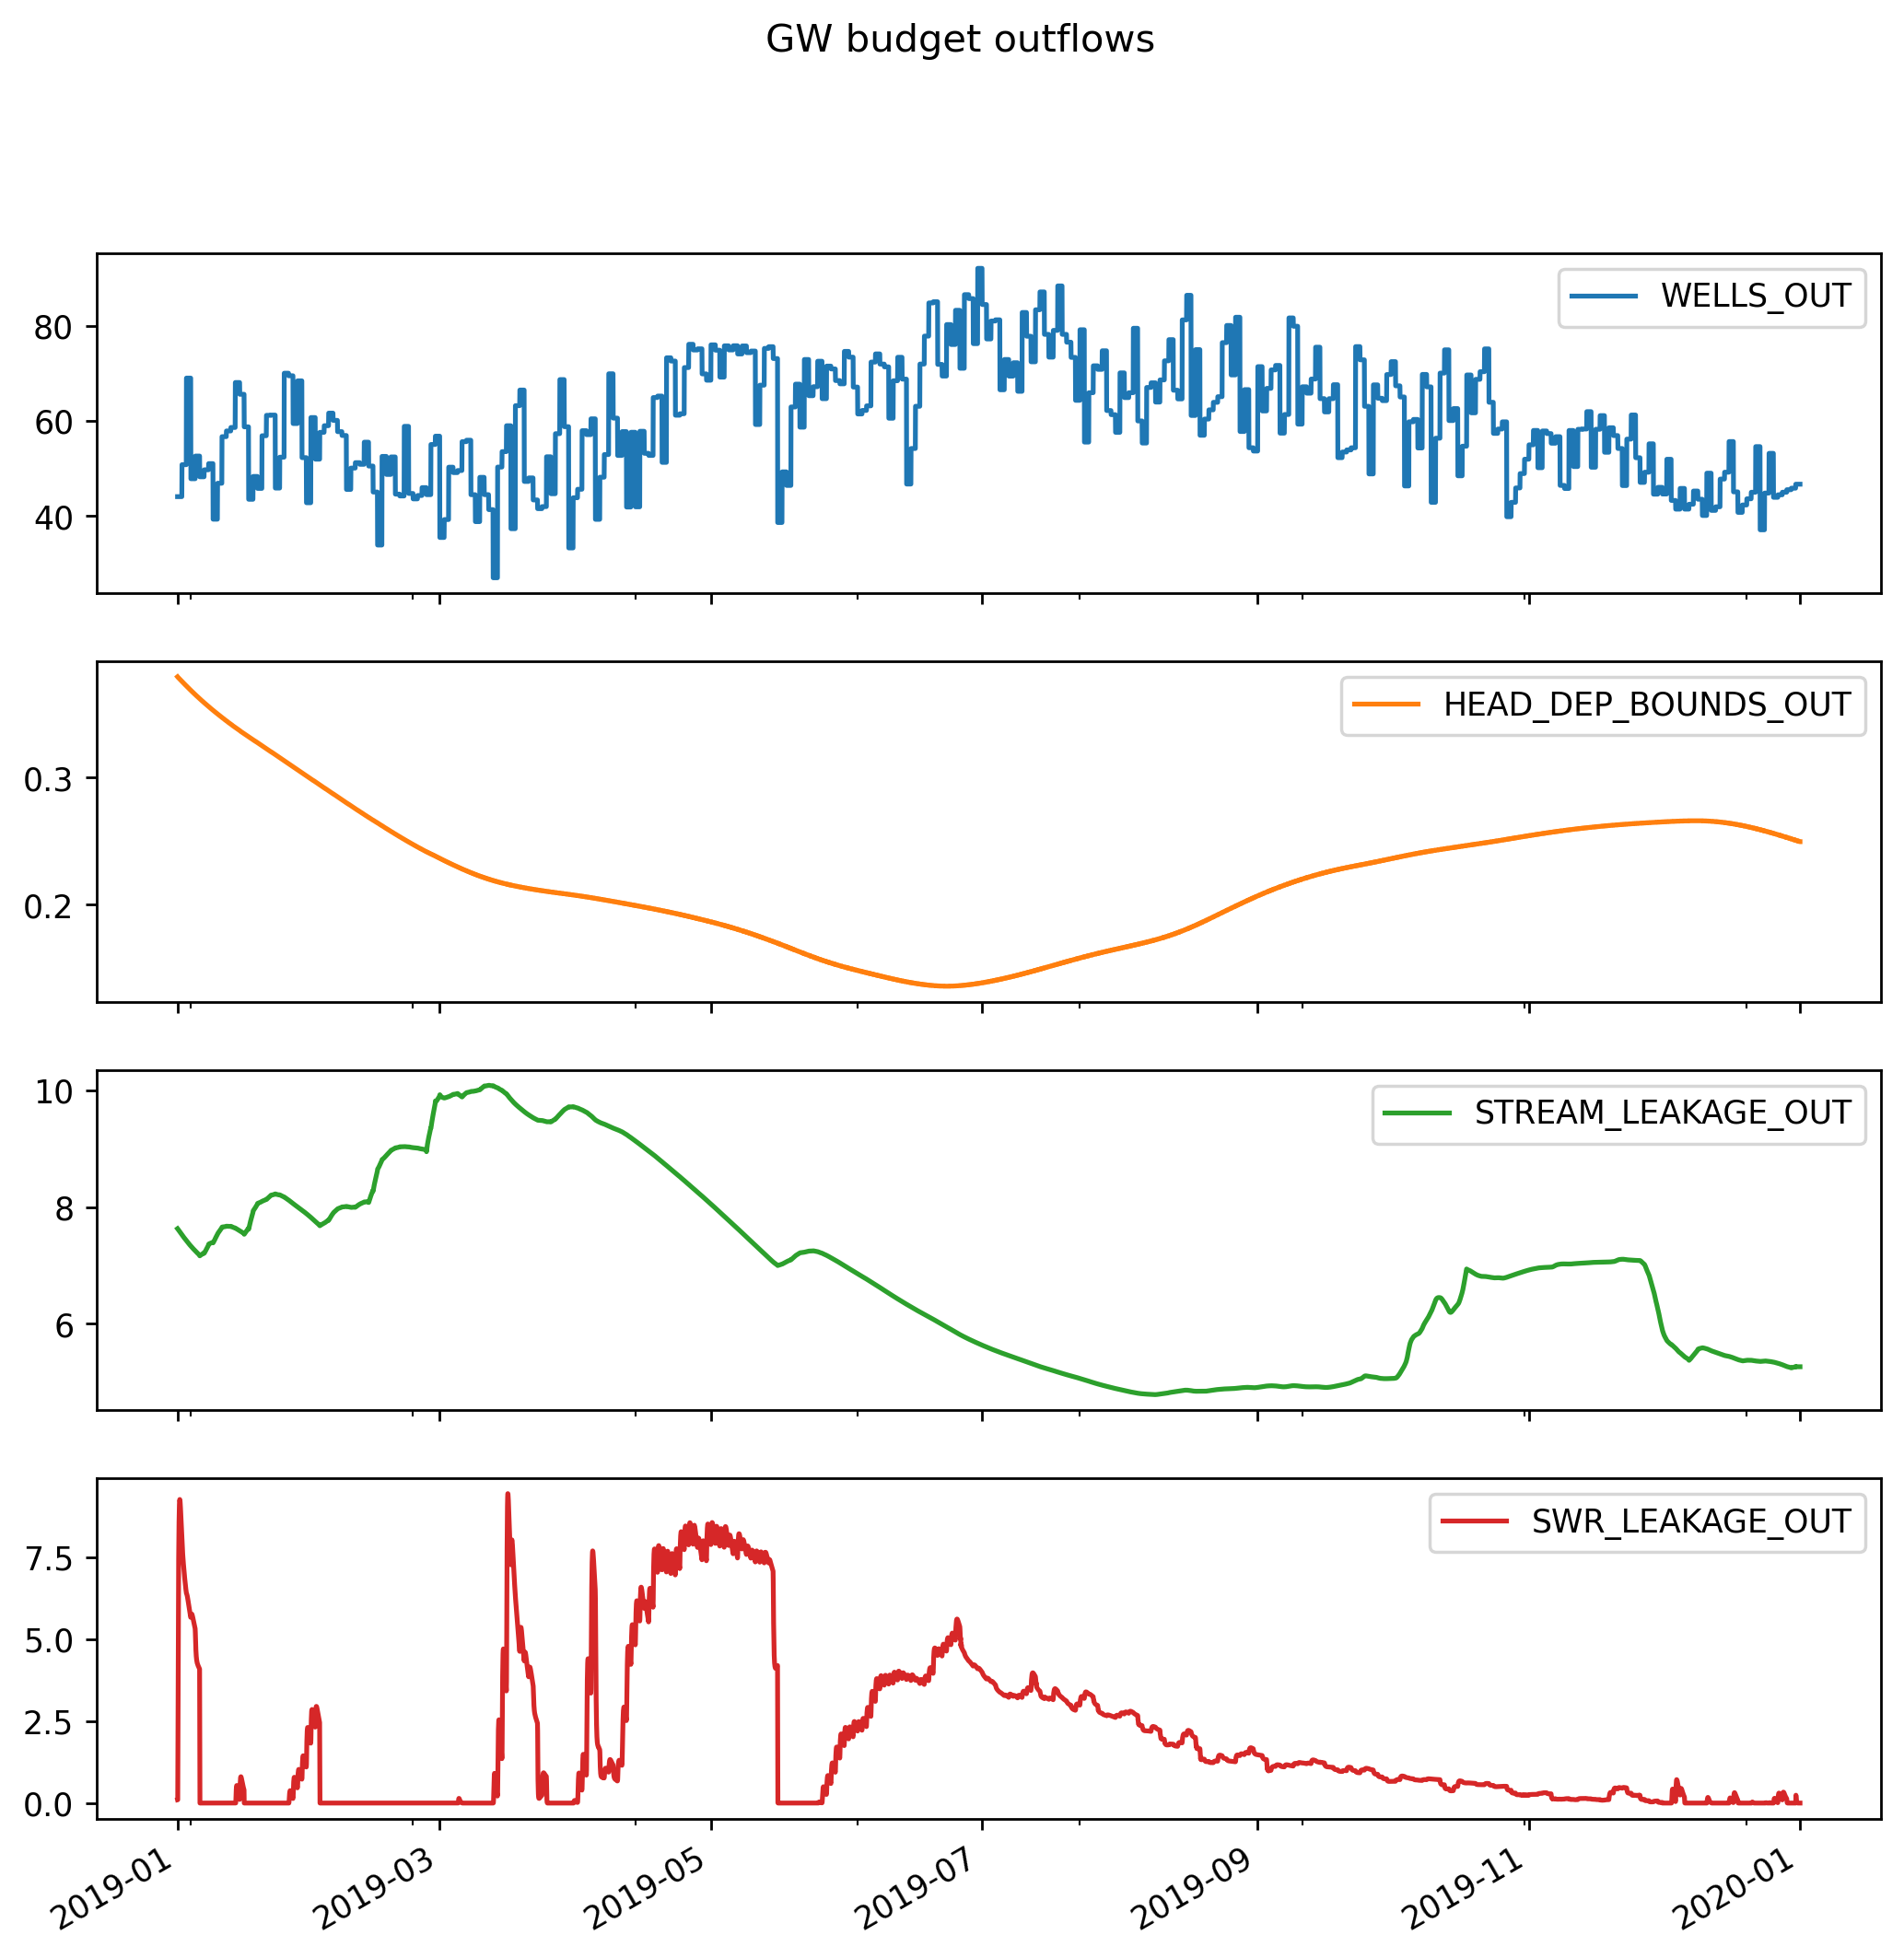 GW budget outflows
WELLS_OUT
80
60
40
HEAD_DEP_BOUNDS_OUT
0.3
0.2
STREAM_LEAKAGE_OUT
10
8
6
SWR_LEAKAGE_OUT
7.5
5.0
2.5
0.0
2019-01 2019-03 2019-05 2019-07 2019-09 2019-11 2020-01